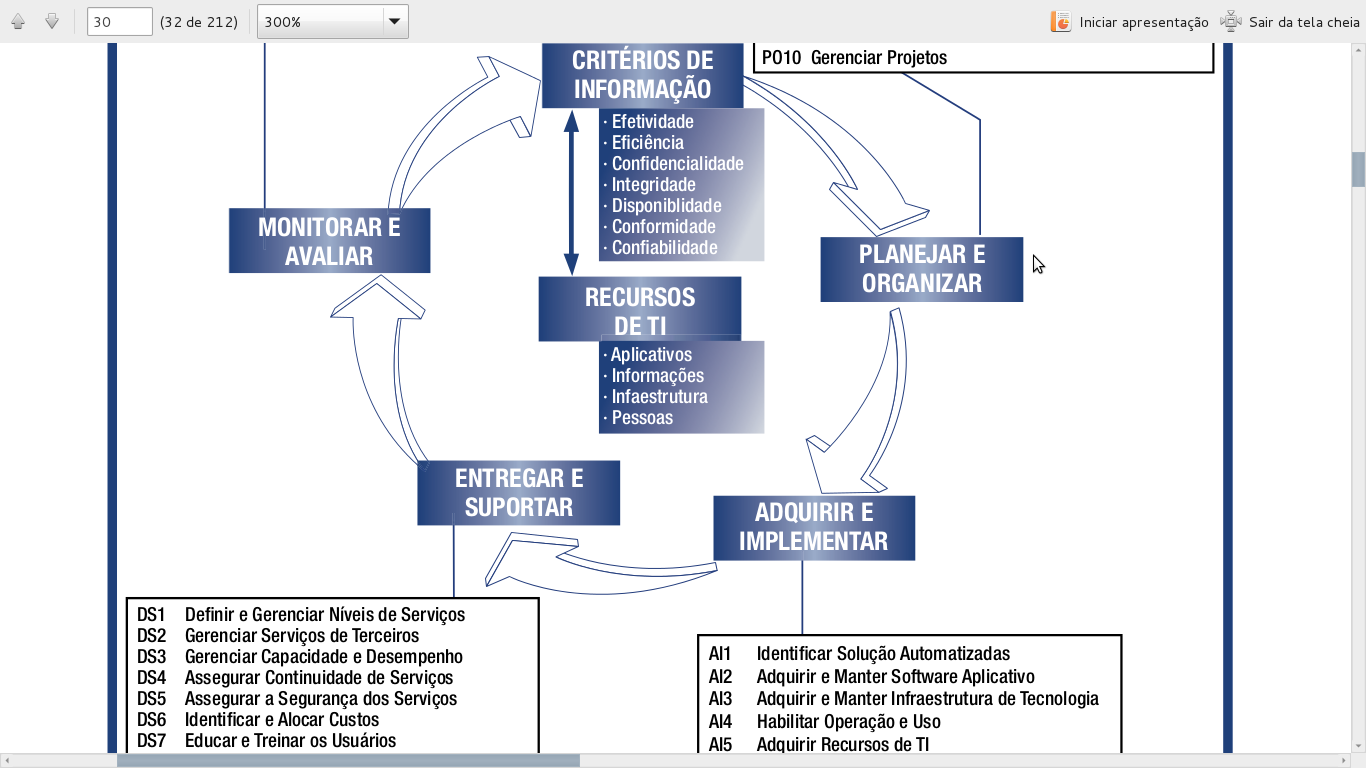 30
(32 de 212)
300%
Iniciar apresentação
Sair da tela cheia
PO10 Gerenciar Projetos
CRITÉRIOS DE
INFORMAÇÃO
· Efetividade
· Eficiência
· Confidencialidade
· Integridade
· Disponiblidade
· Conformidade
· Confiabilidade
MONITORAR E
AVALIAR
PLANEJAR E
ORGANIZAR
RECURSOS
DE TI
· Aplicativos
· Informações
· Infaestrutura
· Pessoas
ENTREGAR E
SUPORTAR
ADQUIRIR E
IMPLEMENTAR
DS1 Definir e Gerenciar Níveis de Serviços
DS2 Gerenciar Serviços de Terceiros
DS3 Gerenciar Capacidade e Desempenho
DS4 Assegurar Continuidade de Serviços
DS5 Assegurar a Segurança dos Serviços
DS6 Identificar e Alocar Custos
DS7 Educar e Treinar os Usuários
AI1 Identificar Solução Automatizadas
AI2 Adquirir e Manter Software Aplicativo
AI3 Adquirir e Manter Infraestrutura de Tecnologia
AI4 Habilitar Operação e Uso
AI5 Adquirir Recursos de TI